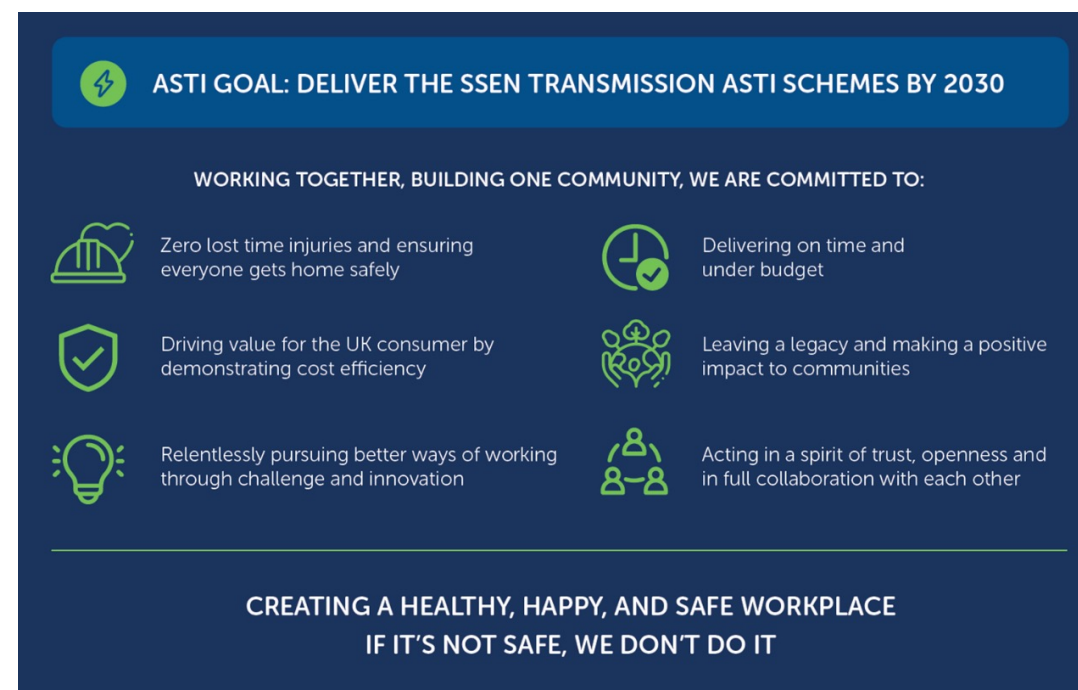 ASTI GOAL: DELIVER THE SSEN TRANSMISSION ASTI SCHEMES BY 2030
WORKING TOGETHER, BUILDING ONE COMMUNITY, WE ARE COMMITTED TO:
Zero lost time injuries and ensuring
everyone gets home safely
Delivering on time and
under budget
Driving value for the UK consumer by
demonstrating cost efficiency
Leaving a legacy and making a positive
impact to communities
Relentlessly pursuing better ways of working
through challenge and innovation
Acting in a spirit of trust, openness and
in full collaboration with each other
CREATING A HEALTHY, HAPPY, AND SAFE WORKPLACE
IF IT’S NOT SAFE, WE DON’T DO IT